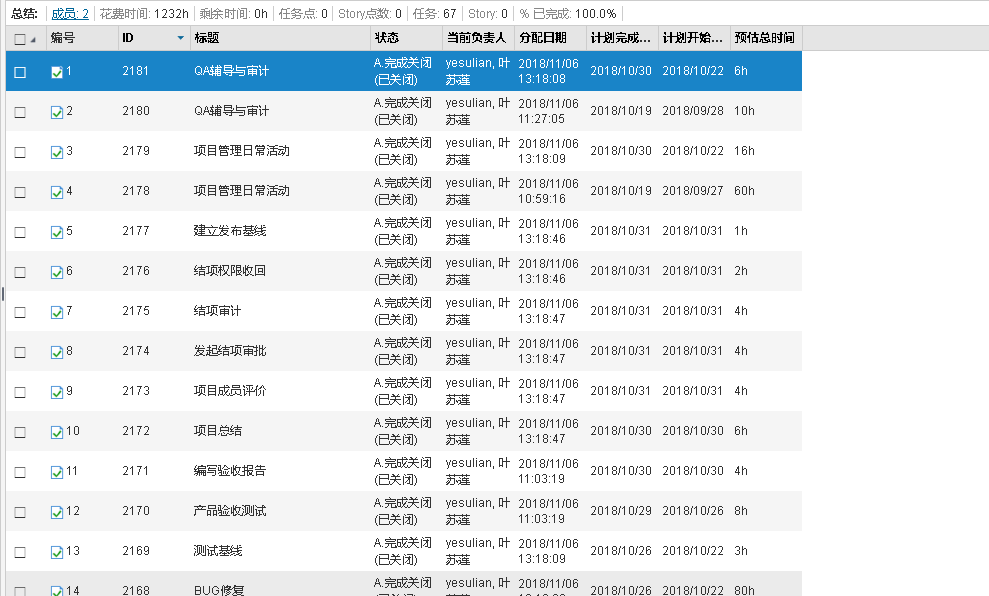 总结: 成员: 2 花费时间: 1232h 剩余时间: 0h 任务点: 0 Story点数: 0 任务: 67 Story: 0 % 已完成: 100.0%
编号 ID 标题 状态 当前负责人 分配日期 计划完成... 计划开始... 预估总时间
1 2181 QA辅导与审计 A.完成关闭 (已关闭) yesulian, 叶苏莲 2018/11/06 13:18:08 2018/10/30 2018/10/22 6h
2 2180 QA辅导与审计 A.完成关闭 (已关闭) yesulian, 叶苏莲 2018/11/06 11:27:05 2018/10/19 2018/09/28 10h
3 2179 项目管理日常活动 A.完成关闭 (已关闭) yesulian, 叶苏莲 2018/11/06 13:18:09 2018/10/30 2018/10/22 16h
4 2178 项目管理日常活动 A.完成关闭 (已关闭) yesulian, 叶苏莲 2018/11/06 10:59:16 2018/10/19 2018/09/27 60h
5 2177 建立发布基线 A.完成关闭 (已关闭) yesulian, 叶苏莲 2018/11/06 13:18:46 2018/10/31 2018/10/31 1h
6 2176 结项权限收回 A.完成关闭 (已关闭) yesulian, 叶苏莲 2018/11/06 13:18:46 2018/10/31 2018/10/31 2h
7 2175 结项审计 A.完成关闭 (已关闭) yesulian, 叶苏莲 2018/11/06 13:18:47 2018/10/31 2018/10/31 4h
8 2174 发起结项审批 A.完成关闭 (已关闭) yesulian, 叶苏莲 2018/11/06 13:18:47 2018/10/31 2018/10/31 4h
9 2173 项目成员评价 A.完成关闭 (已关闭) yesulian, 叶苏莲 2018/11/06 13:18:47 2018/10/31 2018/10/31 4h
10 2172 项目总结 A.完成关闭 (已关闭) yesulian, 叶苏莲 2018/11/06 13:18:47 2018/10/30 2018/10/30 6h
11 2171 编写验收报告 A.完成关闭 (已关闭) yesulian, 叶苏莲 2018/11/06 11:03:19 2018/10/30 2018/10/30 4h
12 2170 产品验收测试 A.完成关闭 (已关闭) yesulian, 叶苏莲 2018/11/06 11:03:19 2018/10/29 2018/10/26 8h
13 2169 测试基线 A.完成关闭 (已关闭) yesulian, 叶苏莲 2018/11/06 13:18:09 2018/10/26 2018/10/22 3h
14 2168 BUG修复 A.完成关闭 yesulian, 叶 2018/11/06 2018/10/26 2018/10/22 80h